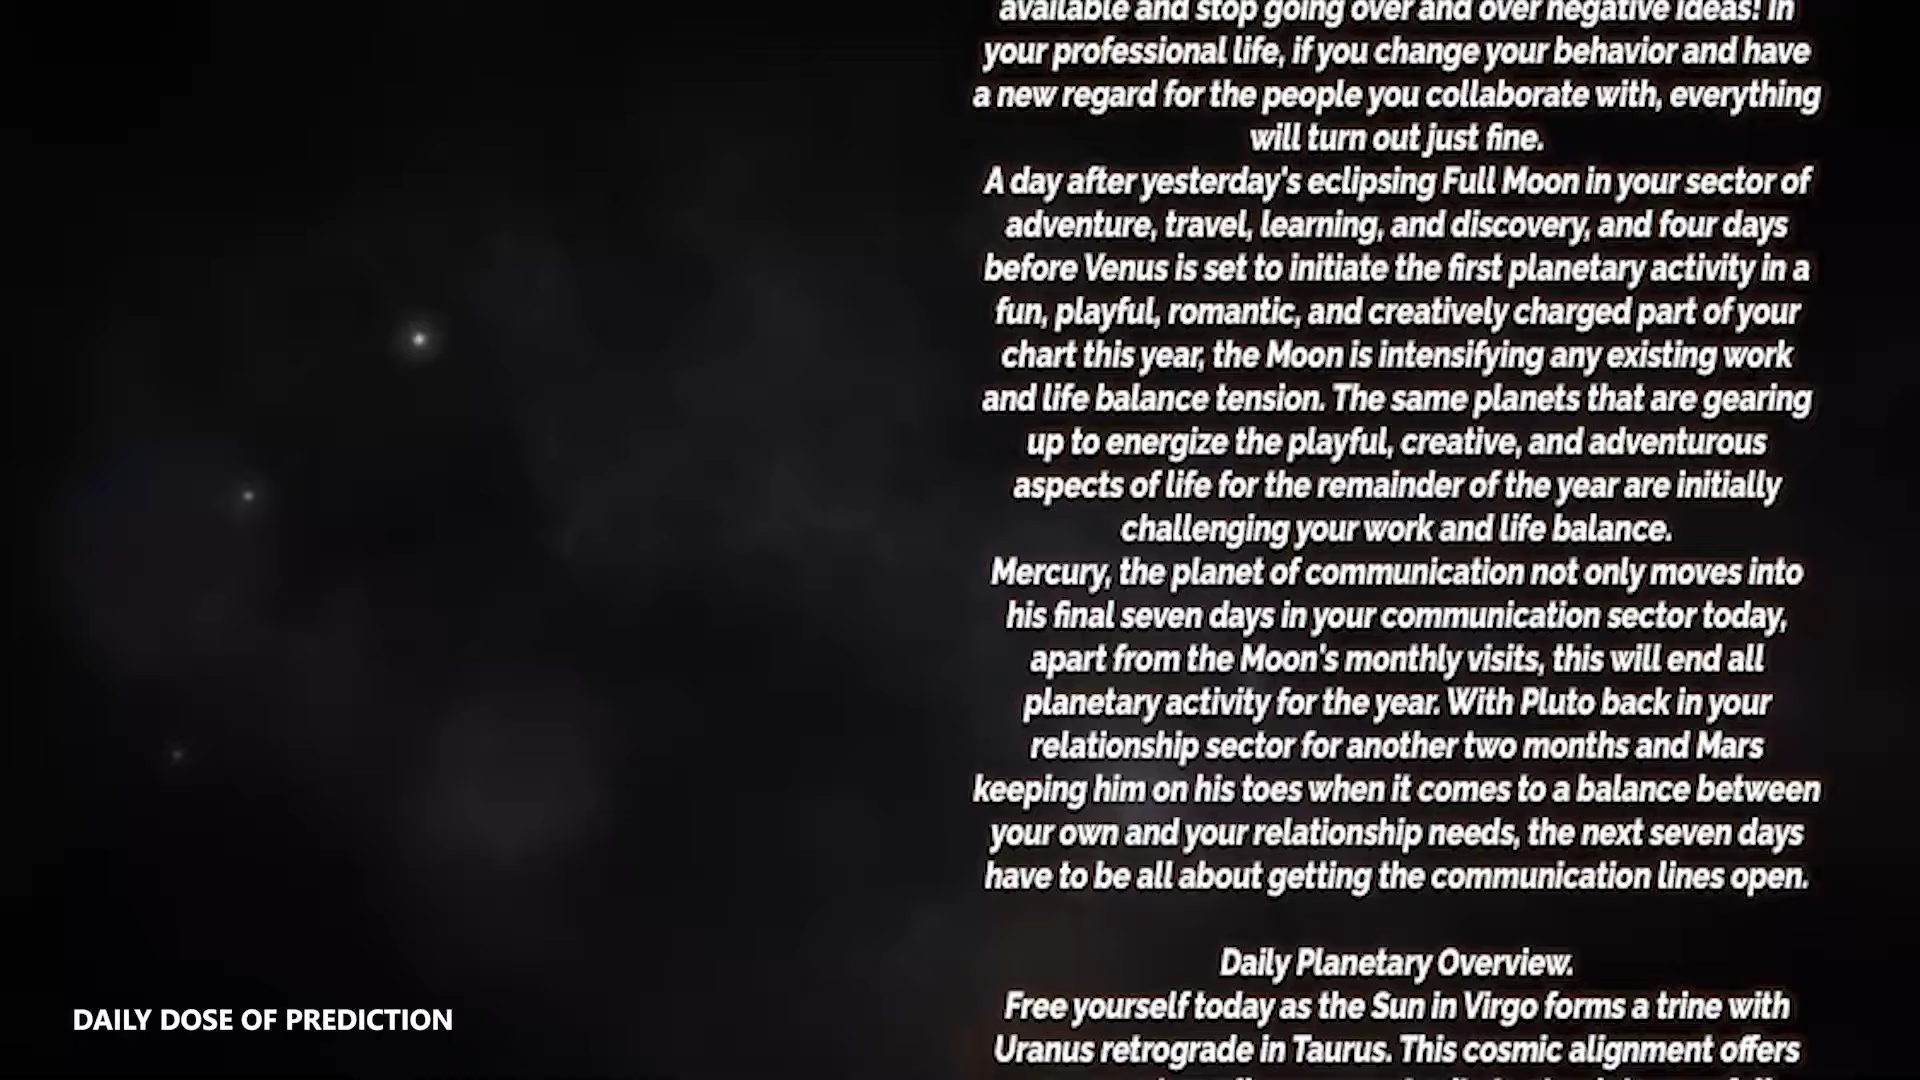 available and stop going over and over negative ideas! In
your professional life, if you change your behavior and have
a new regard for the people you collaborate with, everything
will turn out just fine.
A day after yesterday's eclipsing Full Moon in your sector of
adventure, travel, learning, and discovery, and four days
before Venus is set to initiate the first planetary activity in a
fun, playful, romantic, and creatively charged part of your
chart this year, the Moon is intensifying any existing work
and life balance tension. The same planets that are gearing
up to energize the playful, creative, and adventurous
aspects of life for the remainder of the year are initially
challenging your work and life balance.
Mercury, the planet of communication not only moves into
his final seven days in your communication sector today,
apart from the Moon's monthly visits, this will end all
planetary activity for the year. With Pluto back in your
relationship sector for another two months and Mars
keeping him on his toes when it comes to a balance between
your own and your relationship needs, the next seven days
have to be all about getting the communication lines open.
Daily Planetary Overview.
Free yourself today as the Sun in Virgo forms a trine with
Uranus retrograde in Taurus. This cosmic alignment offers
DAILY DOSE OF PREDICTION